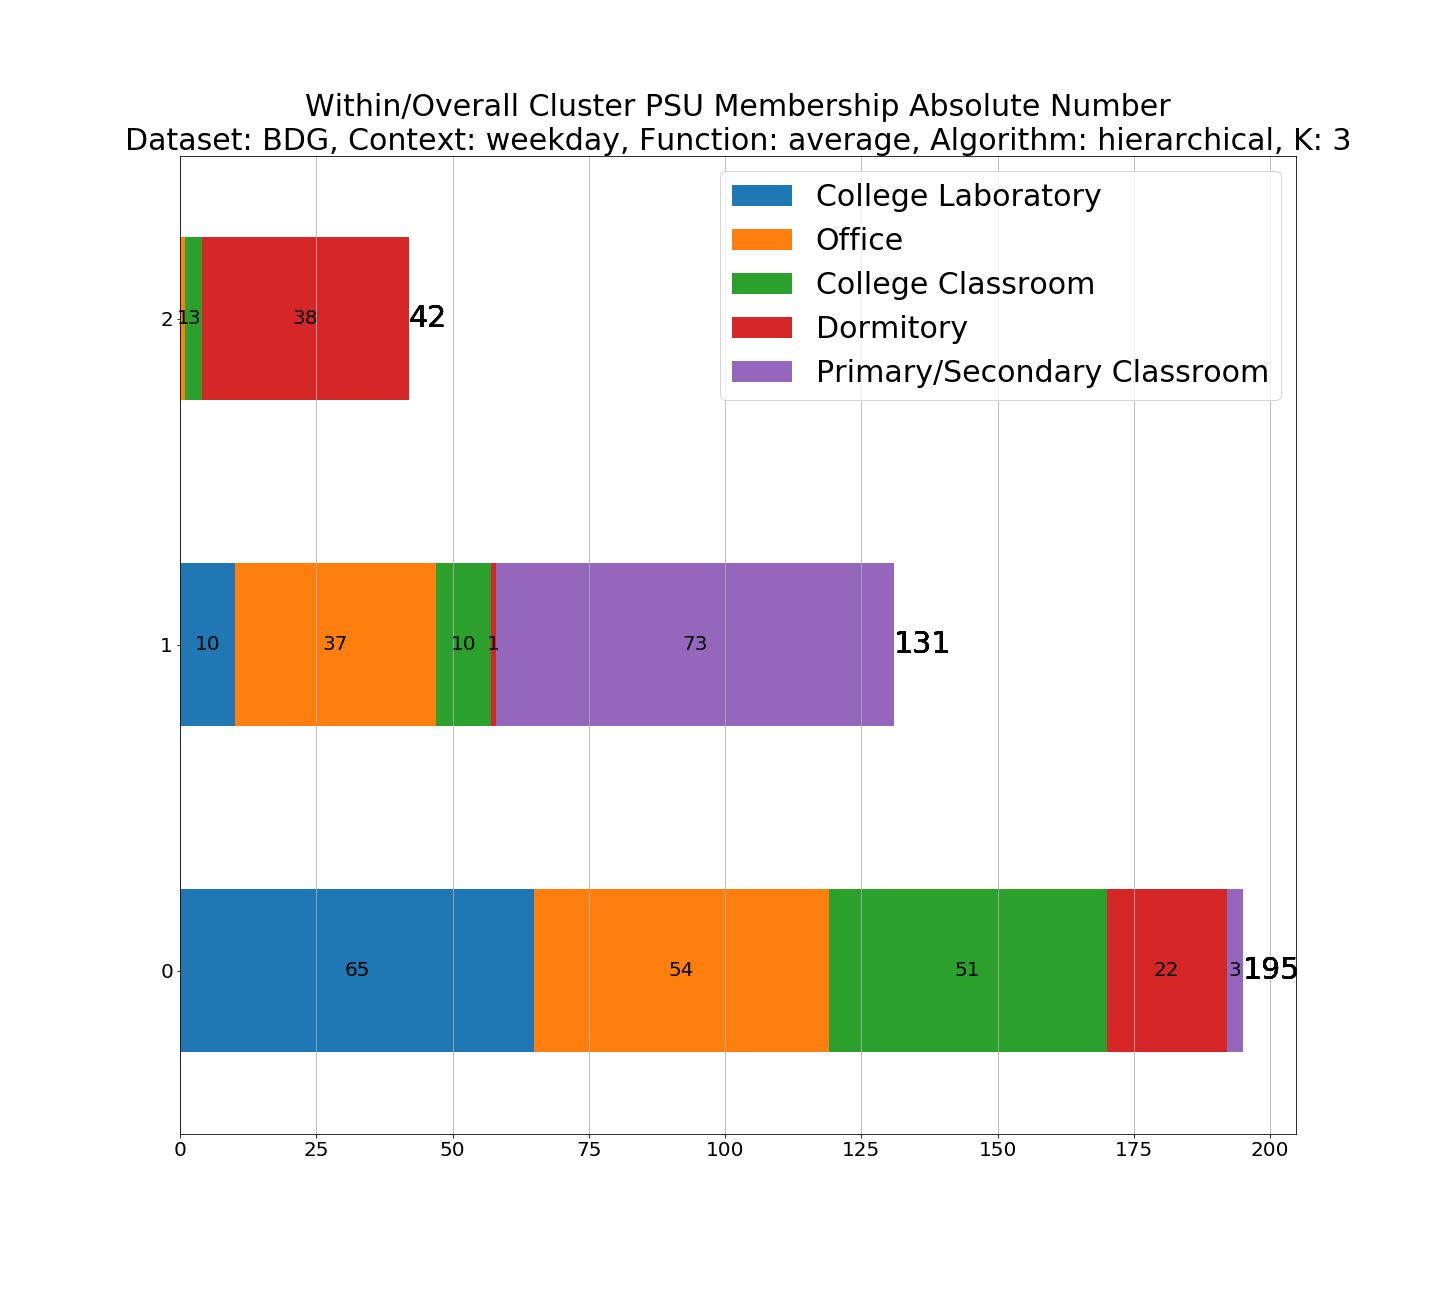 Within/Overall Cluster PSU Membership Absolute Number
Dataset: BDG, Context: weekday, Function: average, Algorithm: hierarchical, K: 3
College Laboratory
Office
College Classroom
Dormitory
Primary/Secondary Classroom
2 1 3 38 42
1 10 37 10 1 73 131
0 65 54 51 22 3 195
0 25 50 75 100 125 150 175 200